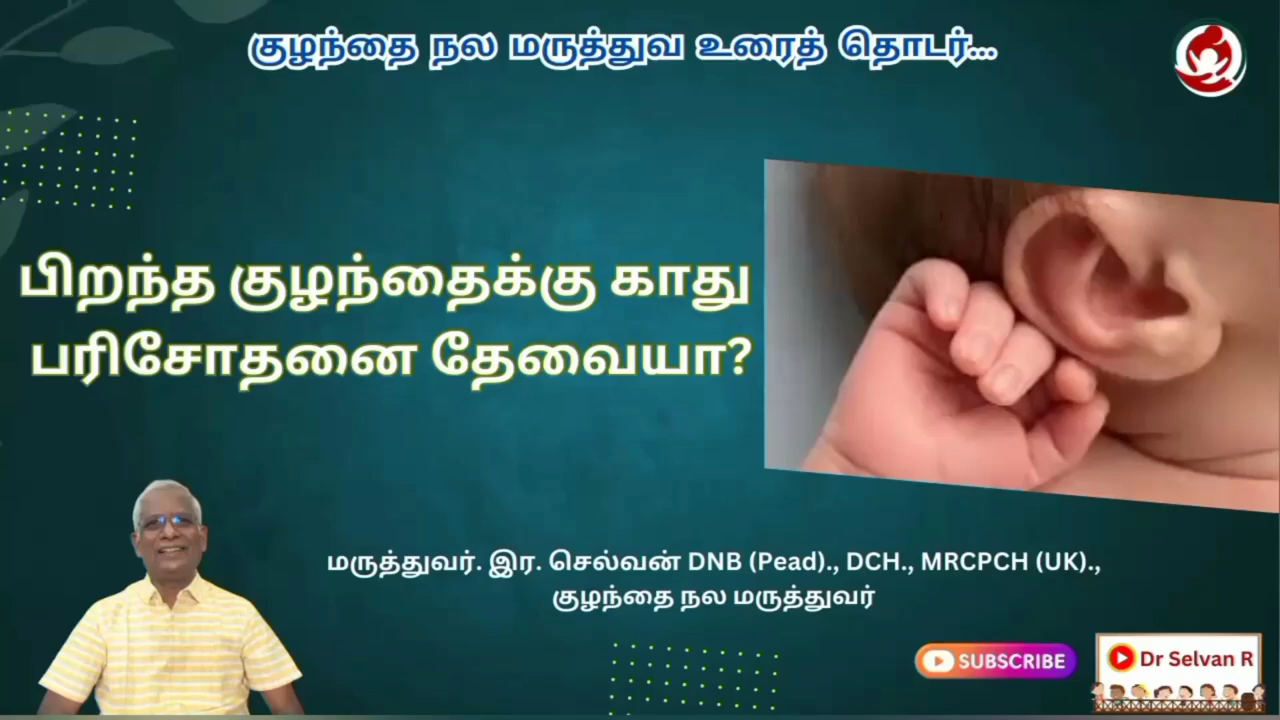 குழந்தை நல மருத்துவ உரைத் தொடர்...
பிறந்த குழந்தைக்கு காது
பரிசோதனை தேவையா?
மருத்துவர். இர. செல்வன் DNB (Pead)., DCH., MRCPCH (UK).,
குழந்தை நல மருத்துவர்
SUBSCRIBE
Dr Selvan R